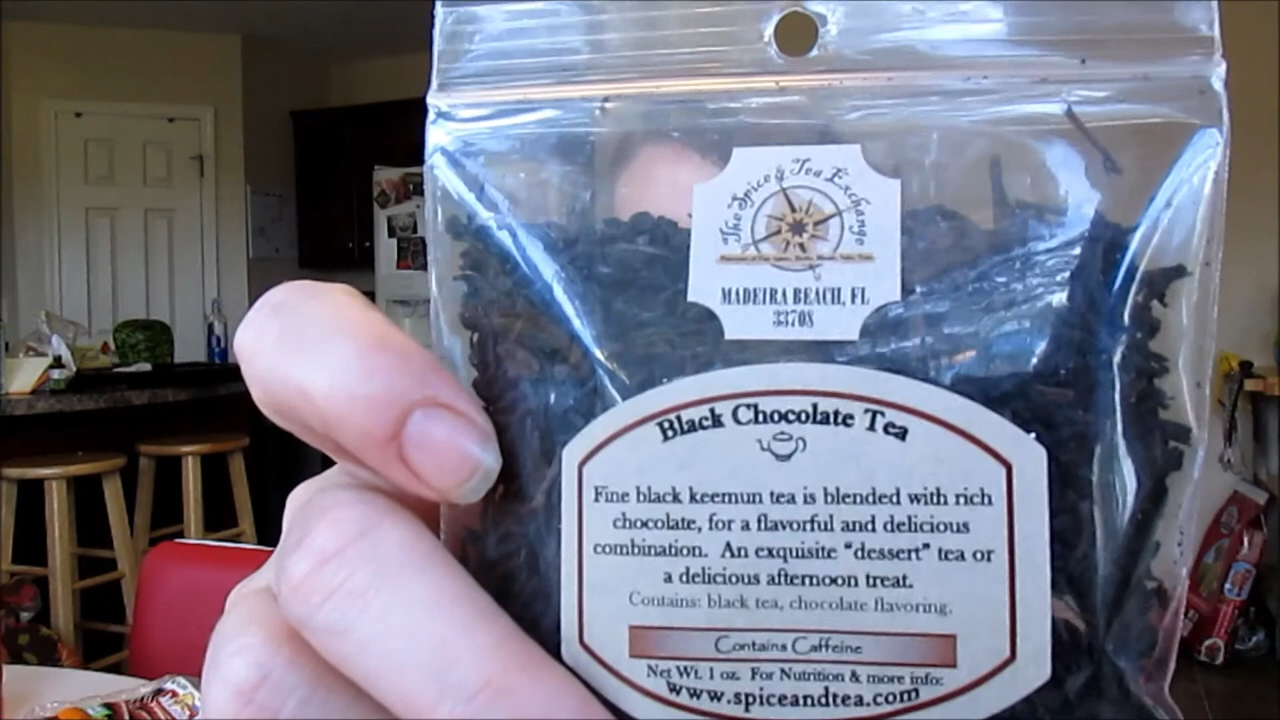 The Spice & Tea Exchange
MADEIRA BEACH, FL
33708
Black Chocolate Tea
Fine black keemun tea is blended with rich
chocolate, for a flavorful and delicious
combination. An exquisite “dessert” tea or
a delicious afternoon treat.
Contains: black tea, chocolate flavoring.
Contains Caffeine
Net Wt. 1 oz. For Nutrition & more info:
www.spiceandtea.com